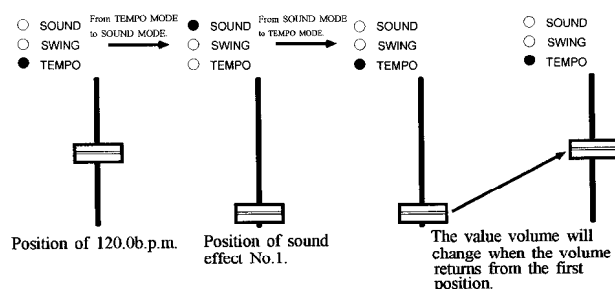 SOUND
SWING
TEMPO
From TEMPO MODE
to SOUND MODE.
SOUND
SWING
TEMPO
From SOUND MODE
to TEMPO MODE.
SOUND
SWING
TEMPO
SOUND
SWING
TEMPO
Position of 120.0b.p.m.
Position of sound
effect No.1.
The value volume will
change when the volume
returns from the first
position.